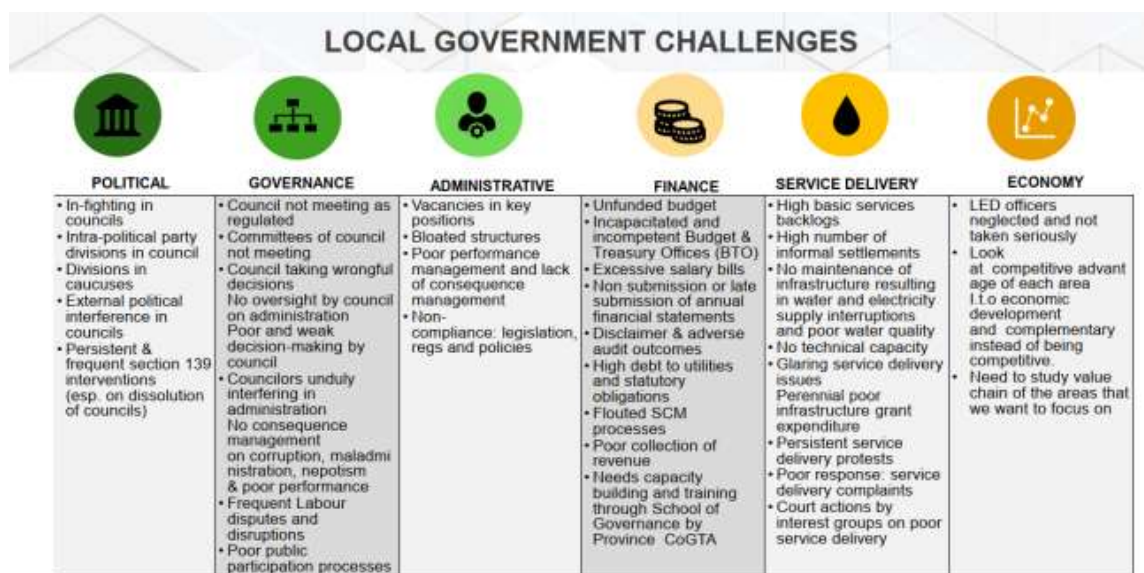 LOCAL GOVERNMENT CHALLENGES
POLITICAL
• In-fighting in
councils
• Intra-political party
divisions in council
• Divisions in
caucuses
• External political
interference in
councils
• Persistent &
frequent section 139
interventions
(esp. on dissolution
of councils)
GOVERNANCE
• Council not meeting as
regulated
• Committees of council
not meeting
• Council taking wrongful
decisions
No oversight by council
on administration
Poor and weak
decision-making by
council
• Councilors unduly
interfering in
administration
No consequence
management
on corruption, maladmi
nistration, nepotism
& poor performance
• Frequent Labour
disputes and
disruptions
• Poor public
participation processes
ADMINISTRATIVE
• Vacancies in key
positions
• Bloated structures
• Poor performance
management and lack
of consequence
management
• Non-
compliance: legislation,
regs and policies
FINANCE
• Unfunded budget
• Incapacitated and
incompetent Budget &
Treasury Offices (BTO)
• Excessive salary bills
• Non submission or late
submission of annual
financial statements
• Disclaimer & adverse
audit outcomes
• High debt to utilities
and statutory
obligations
• Flouted SCM
processes
• Poor collection of
revenue
• Needs capacity
building and training
through School of
Governance by
Province CoGTA
SERVICE DELIVERY
• High basic services
backlogs
• High number of
informal settlements
• No maintenance of
infrastructure resulting
in water and electricity
supply interruptions
and poor water quality
• No technical capacity
• Glaring service delivery
issues
Perennial poor
infrastructure grant
expenditure
• Persistent service
delivery protests
• Poor response: service
delivery complaints
• Court actions by
interest groups on poor
service delivery
ECONOMY
• LED officers
neglected and not
taken seriously
• Look
at competitive advant
age of each area
I.t.o economic
development
and complementary
instead of being
competitive.
• Need to study value
chain of the areas that
we want to focus on